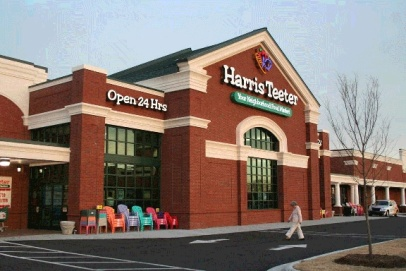 Harris Teeter
Your Neighborhood Food Market
Open 24 Hrs